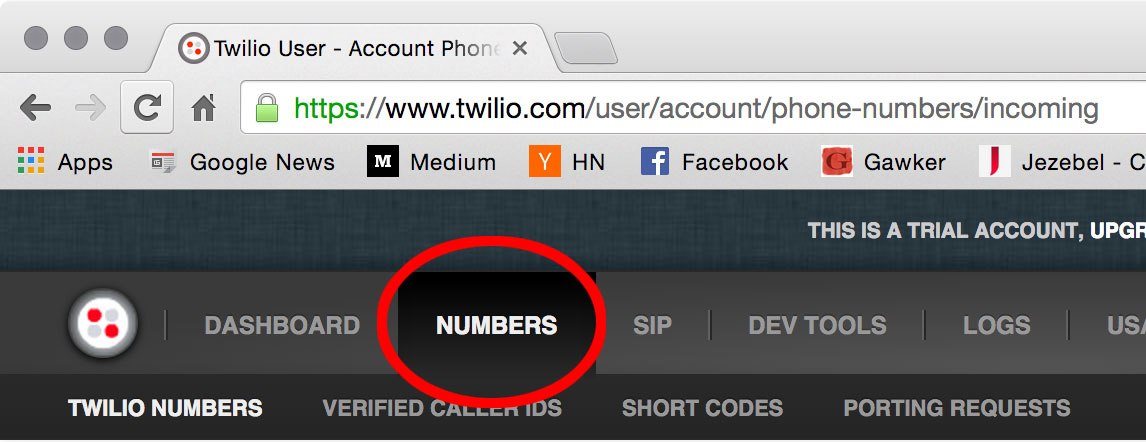 Twilio User - Account Phone
https://www.twilio.com/user/account/phone-numbers/incoming
Apps Google News M Medium Y HN f Facebook G Gawker J Jezebel - C
THIS IS A TRIAL ACCOUNT, UPGR
DASHBOARD NUMBERS SIP DEV TOOLS LOGS USA
TWILIO NUMBERS VERIFIED CALLER IDS SHORT CODES PORTING REQUESTS